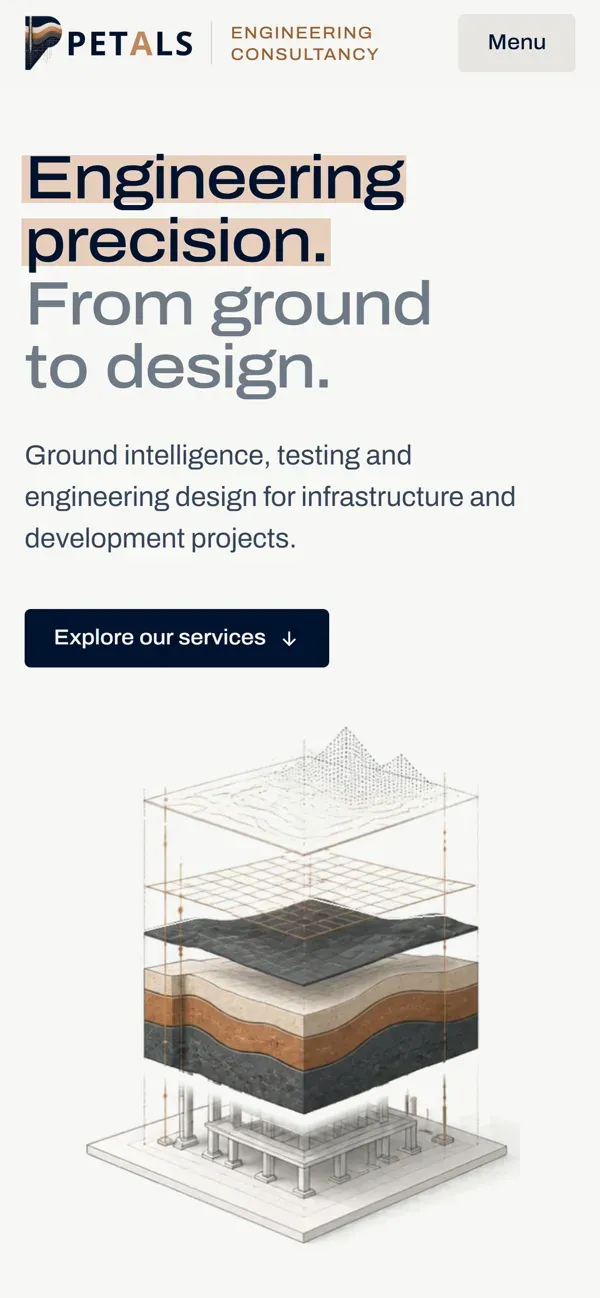 PETALS
ENGINEERING
CONSULTANCY
Menu
Engineering
precision.
From ground
to design.
Ground intelligence, testing and
engineering design for infrastructure and
development projects.
Explore our services ↓